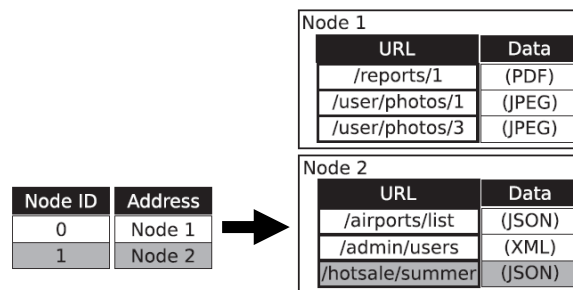 Node 1
URL Data
/reports/1 (PDF)
/user/photos/1 (JPEG)
/user/photos/3 (JPEG)
Node 2
URL Data
/airports/list (JSON)
/admin/users (XML)
/hotsale/summer (JSON)
Node ID Address
0 Node 1
1 Node 2